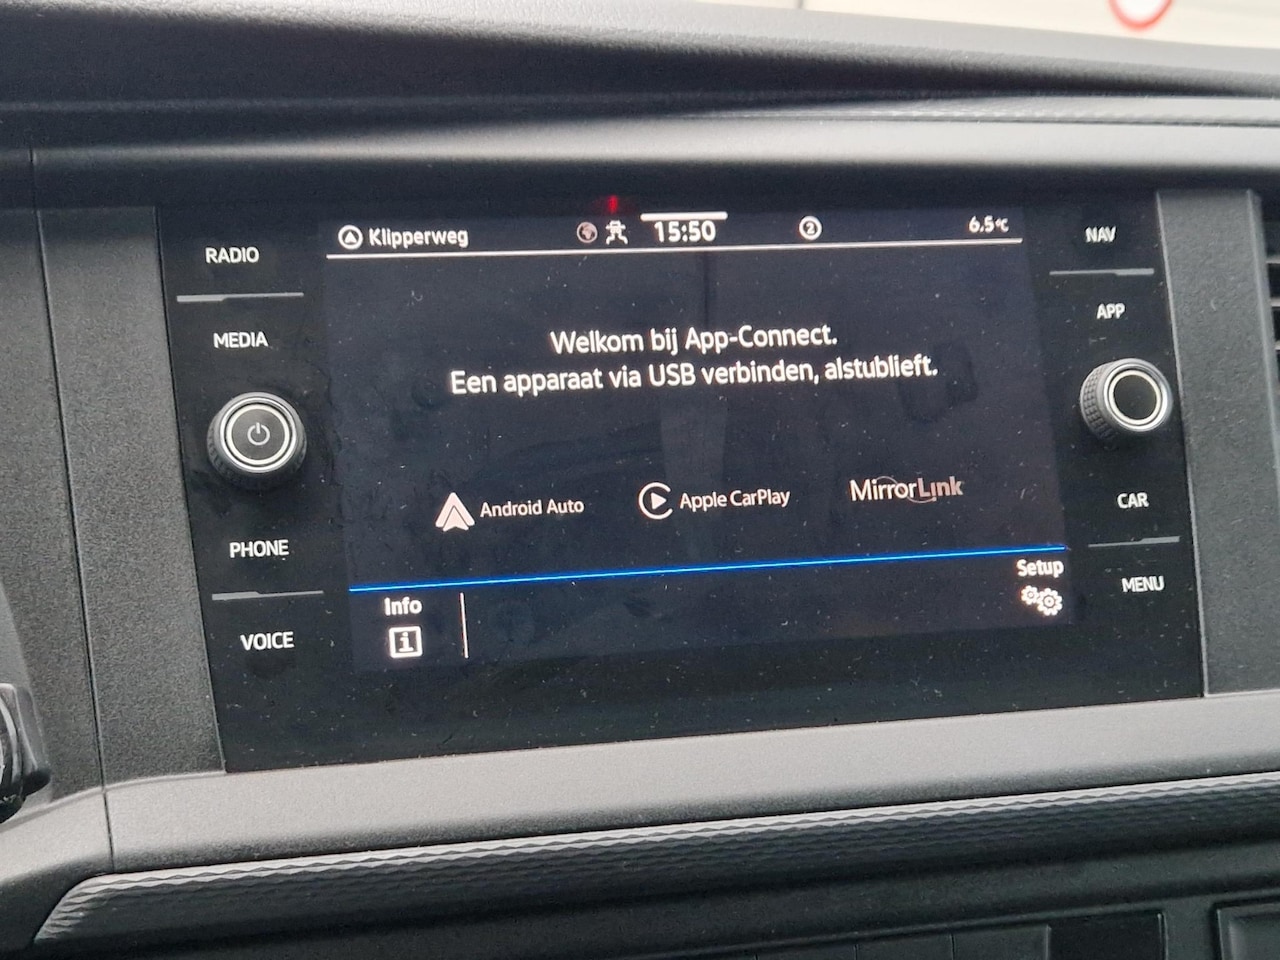 Klipperweg 15:50 2 6.5°C
RADIO
MEDIA
PHONE
VOICE
Welkom bij App-Connect.
Een apparaat via USB verbinden, alstublieft.
Android Auto Apple CarPlay MirrorLink
Info
Setup
NAV
APP
CAR
MENU